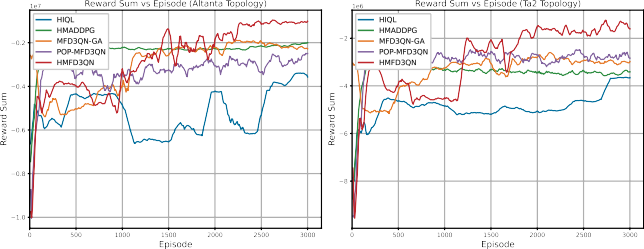 Reward Sum vs Episode (Altanta Topology)
1e7
HIQL
HMADDPG
MFD3QN-GA
POP-MFD3QN
HMFD3QN
−0.2
−0.4
−0.6
−0.8
−1.0
Reward Sum
0 500 1000 1500 2000 2500 3000
Episode
Reward Sum vs Episode (Ta2 Topology)
1e6
HIQL
HMADDPG
MFD3QN-GA
POP-MFD3QN
HMFD3QN
−2
−4
−6
−8
Reward Sum
0 500 1000 1500 2000 2500 3000
Episode